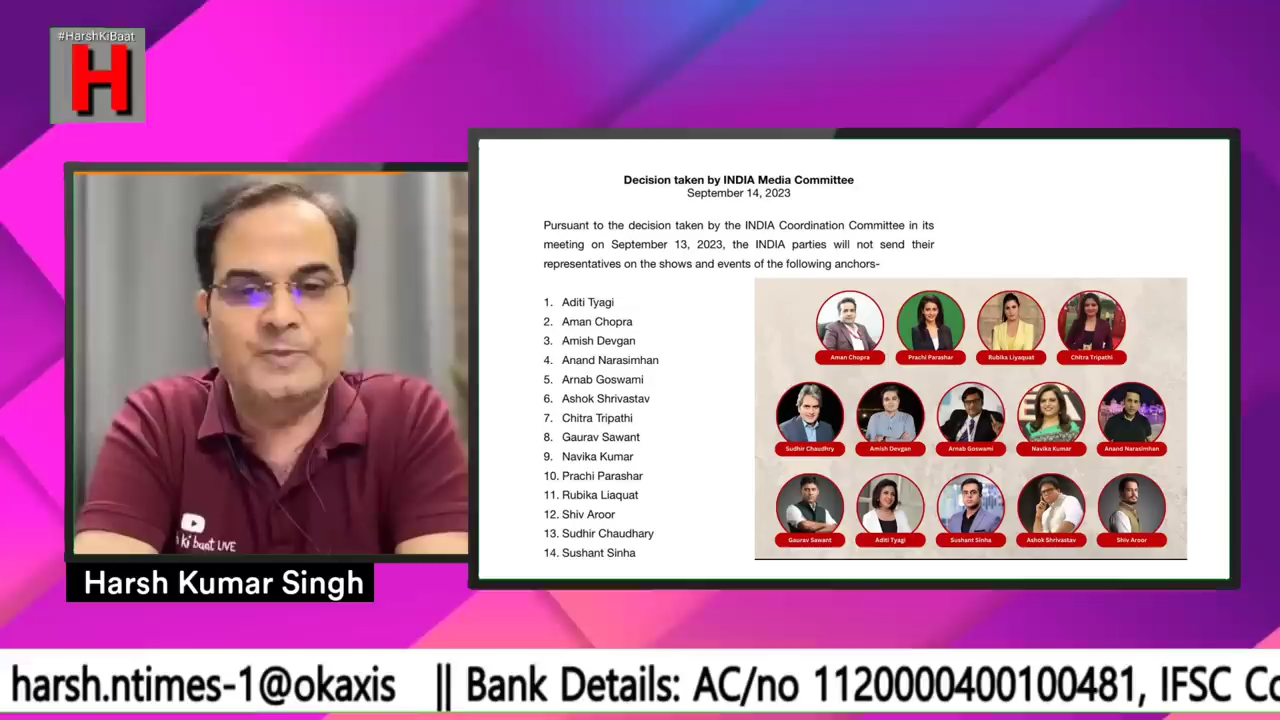 #HarshKiBaat
H
Decision taken by INDIA Media Committee
September 14, 2023
Pursuant to the decision taken by the INDIA Coordination Committee in its
meeting on September 13, 2023, the INDIA parties will not send their
representatives on the shows and events of the following anchors-
1. Aditi Tyagi
2. Aman Chopra
3. Amish Devgan
4. Anand Narasimhan
5. Arnab Goswami
6. Ashok Shrivastav
7. Chitra Tripathi
8. Gaurav Sawant
9. Navika Kumar
10. Prachi Parashar
11. Rubika Liaquat
12. Shiv Aroor
13. Sudhir Chaudhary
14. Sushant Sinha
Aman Chopra
Prachi Parashar
Rubika Liyaquat
Chitra Tripathi
Sudhir Chaudhry
Amish Devgan
Arnab Goswami
Navika Kumar
Anand Narasimhan
Gaurav Sawant
Aditi Tyagi
Sushant Sinha
Ashok Shrivastav
Shiv Aroor
ki baat LIVE
Harsh Kumar Singh
harsh.ntimes-1@okaxis || Bank Details: AC/no 1120000400100481, IFSC Co